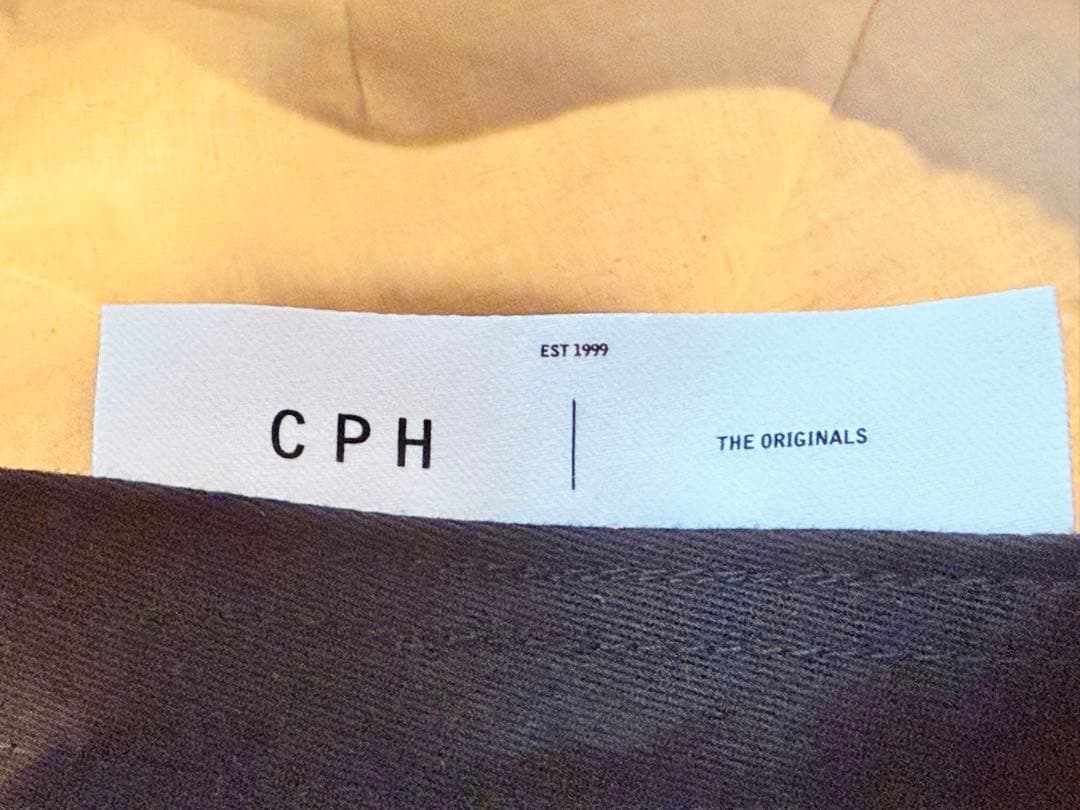 EST 1999
C P H
THE ORIGINALS